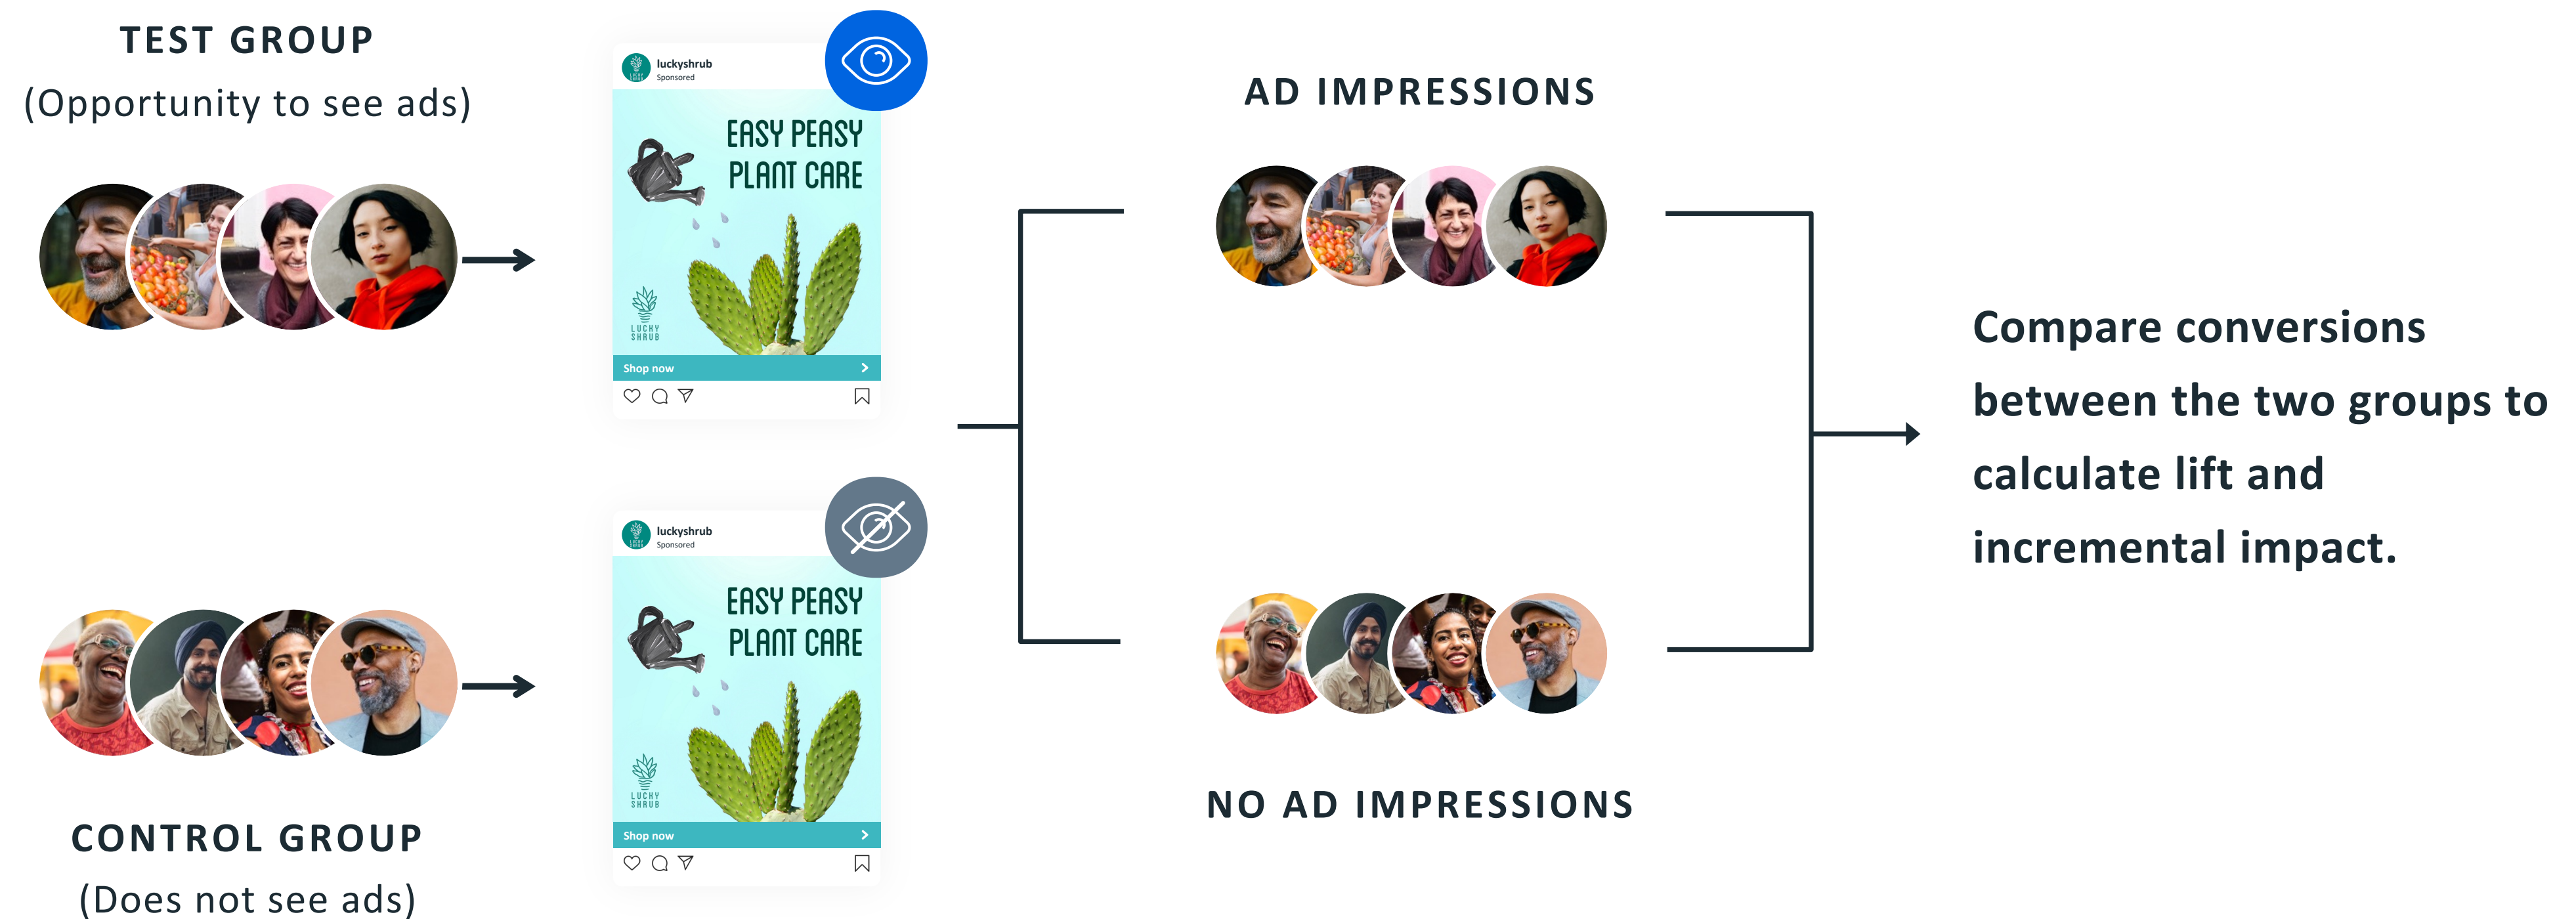 TEST GROUP
(Opportunity to see ads)
luckyshrub
Sponsored
EASY PEASY
PLANT CARE
LUCKY
SHRUB
Shop now
CONTROL GROUP
(Does not see ads)
luckyshrub
Sponsored
EASY PEASY
PLANT CARE
LUCKY
SHRUB
Shop now
AD IMPRESSIONS
NO AD IMPRESSIONS
Compare conversions
between the two groups to
calculate lift and
incremental impact.